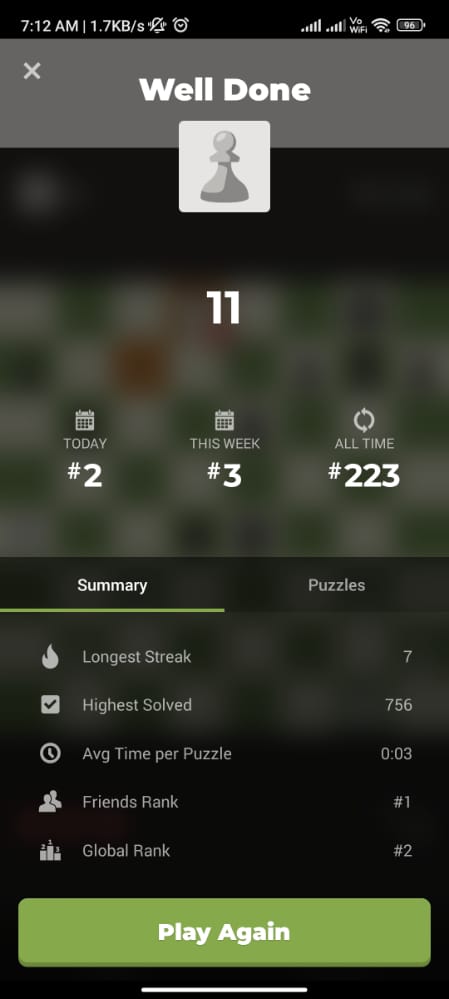 7:12 AM | 1.7KB/s
Vo WiFi
96
Well Done
11
TODAY
THIS WEEK
ALL TIME
#2
#3
#223
Summary
Puzzles
Longest Streak
7
Highest Solved
756
Avg Time per Puzzle
0:03
Friends Rank
#1
Global Rank
#2
Play Again